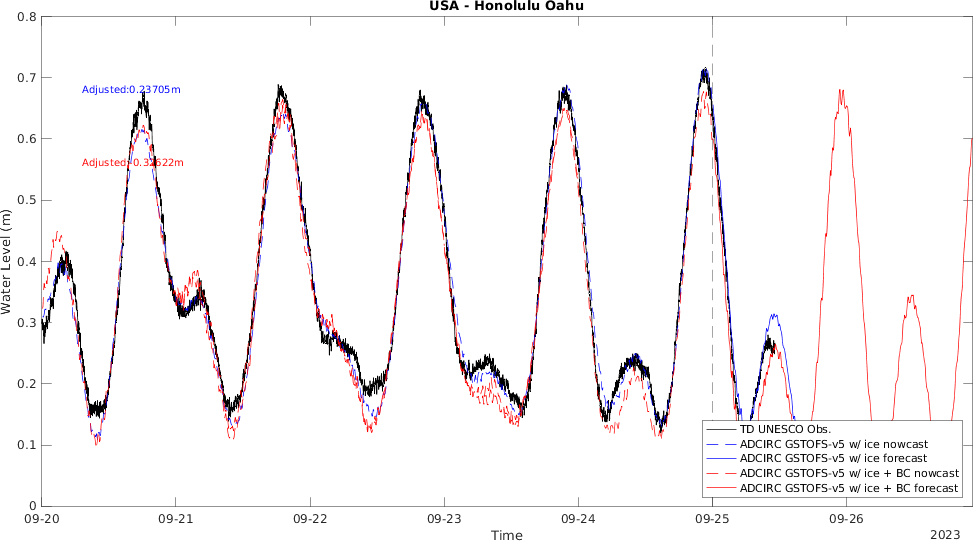 USA - Honolulu Oahu
0.8
0.7
0.6
0.5
0.4
0.3
0.2
0.1
0
Water Level (m)
Adjusted:0.23705m
Adjusted:-0.32622m
TD UNESCO Obs.
ADCIRC GSTOFS-v5 w/ ice nowcast
ADCIRC GSTOFS-v5 w/ ice forecast
ADCIRC GSTOFS-v5 w/ ice + BC nowcast
ADCIRC GSTOFS-v5 w/ ice + BC forecast
09-20 09-21 09-22 09-23 09-24 09-25 09-26
Time
2023